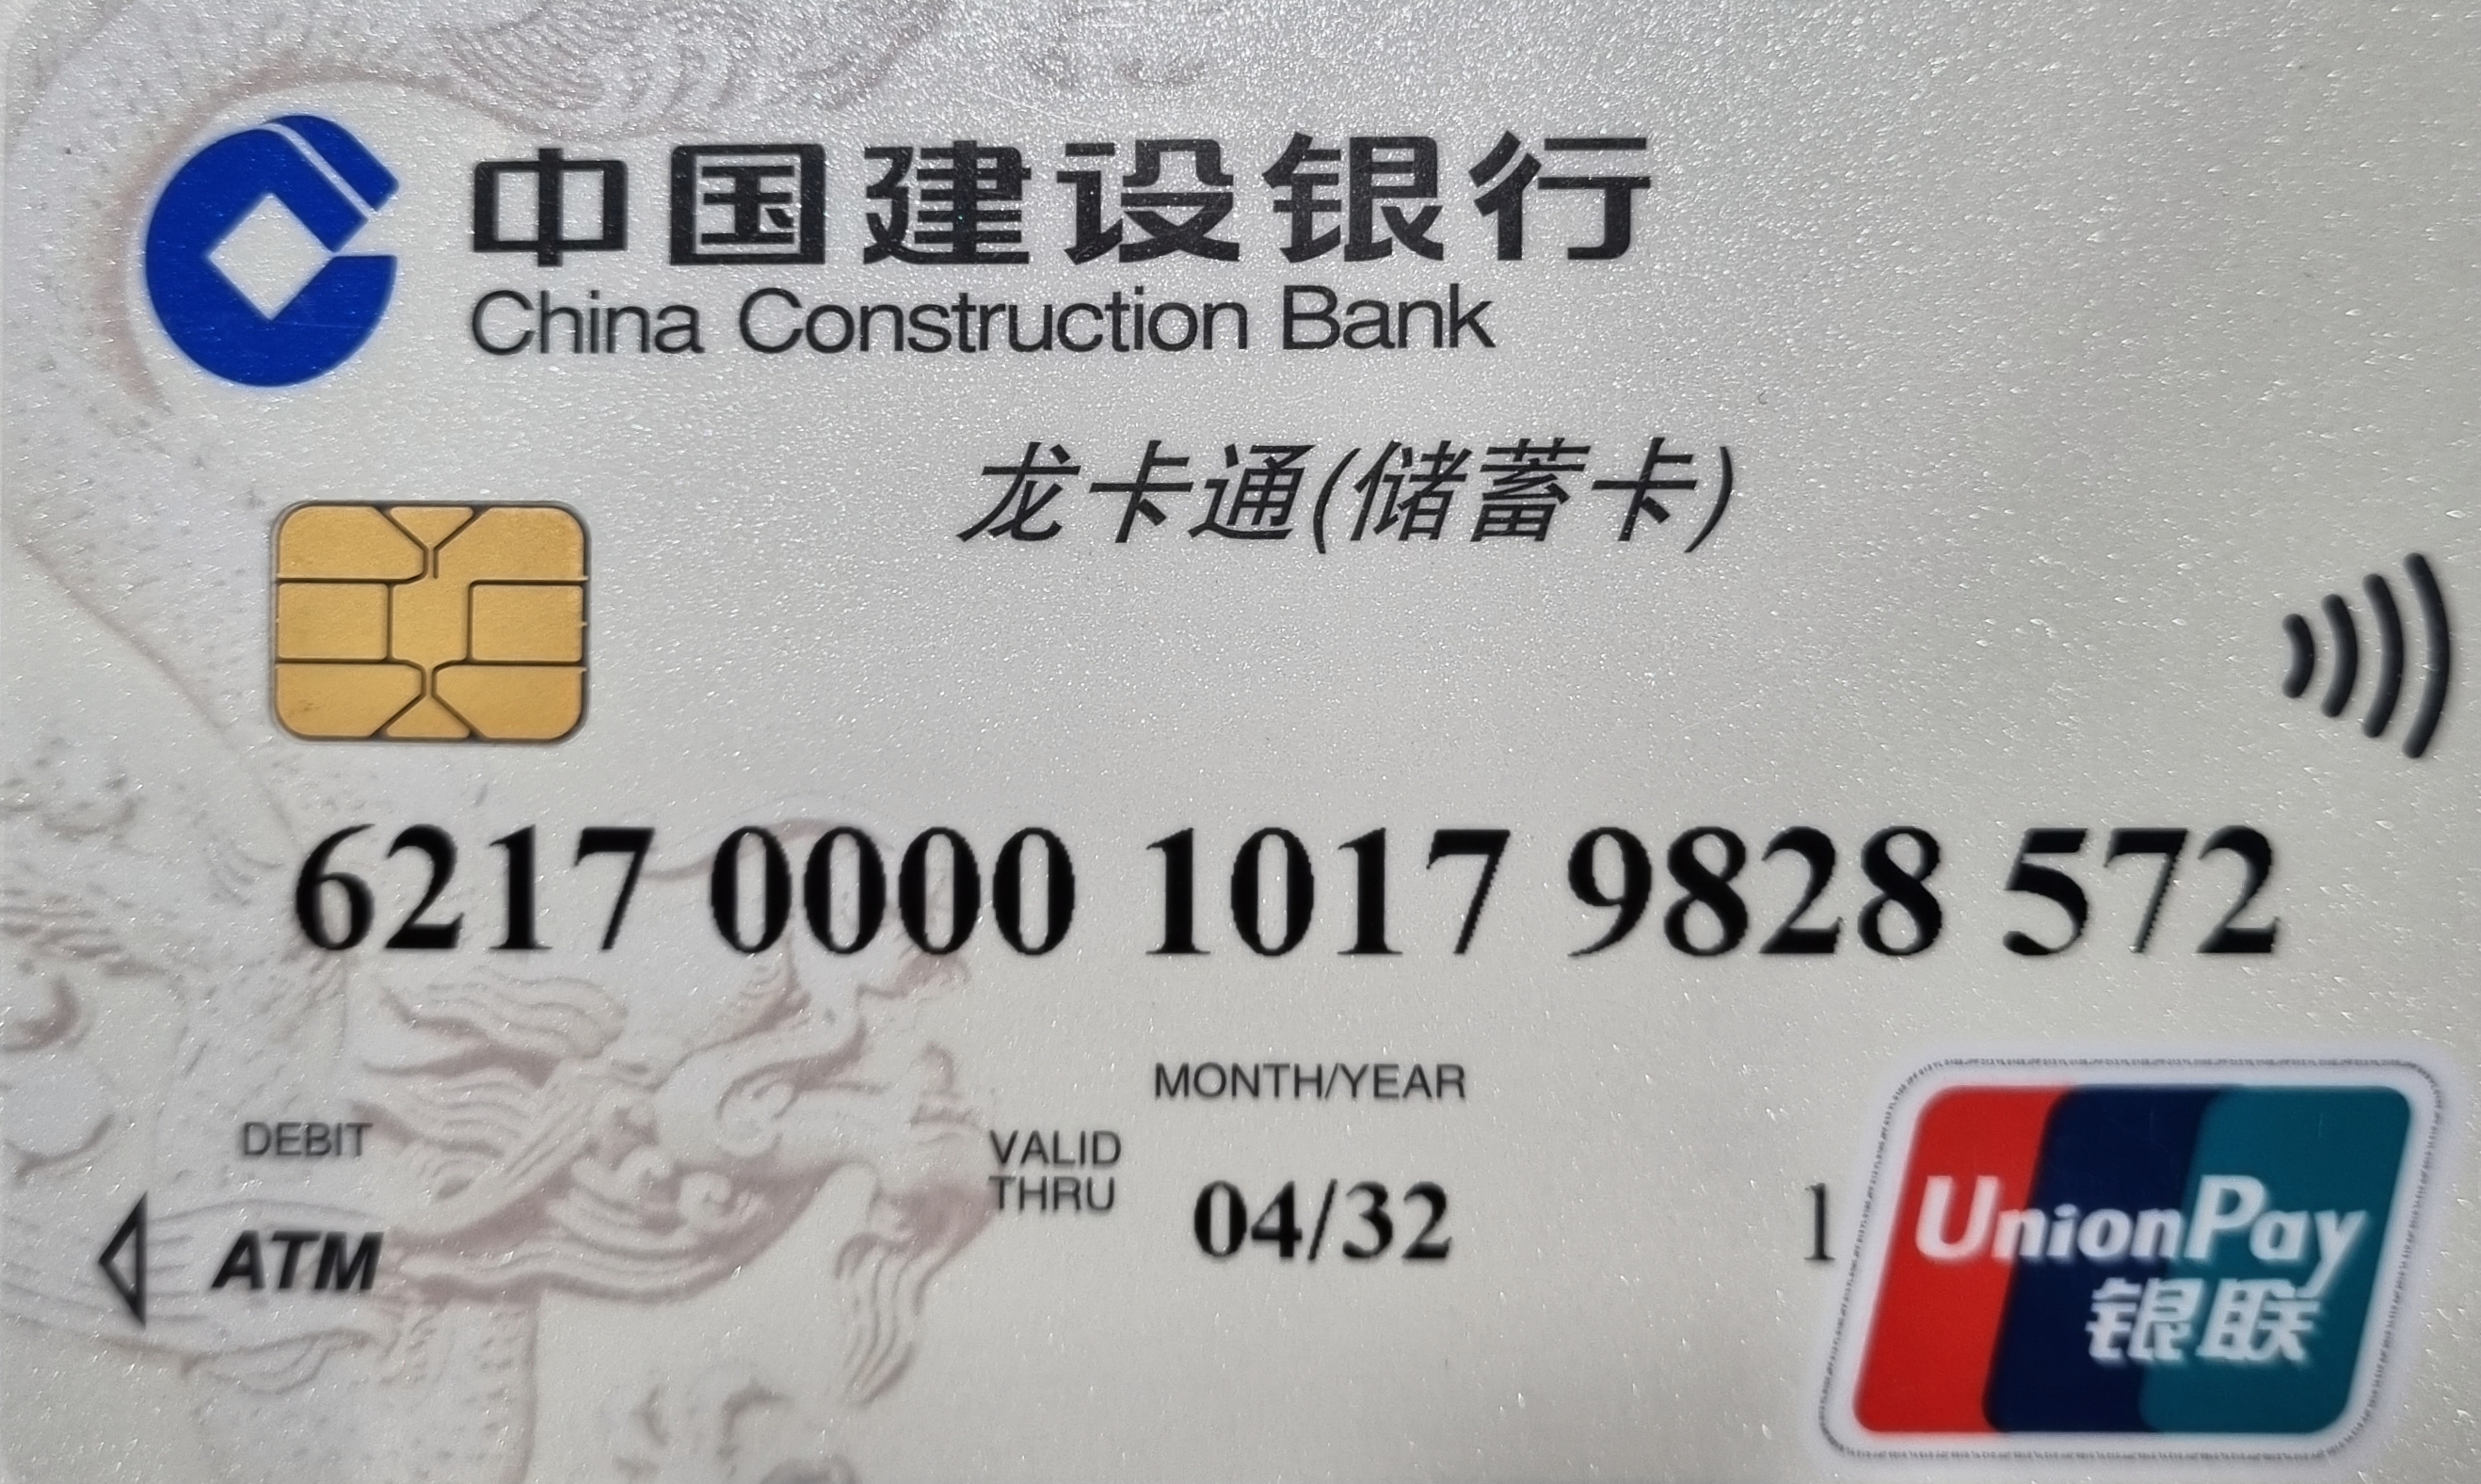 中国建设银行
China Construction Bank
龙卡通(储蓄卡)
6217 0000 1017 9828 572
MONTH/YEAR
DEBIT
VALID
THRU
04/32
1
ATM
UnionPay
银联